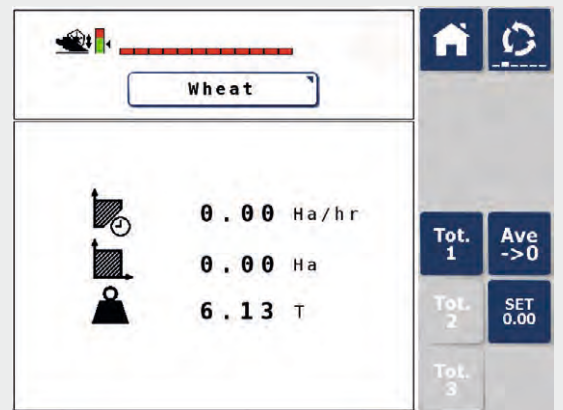 Wheat
0.00 Ha/hr
0.00 Ha
6.13 T
Tot. 1
Ave ->0
Tot. 2
SET 0.00
Tot. 3